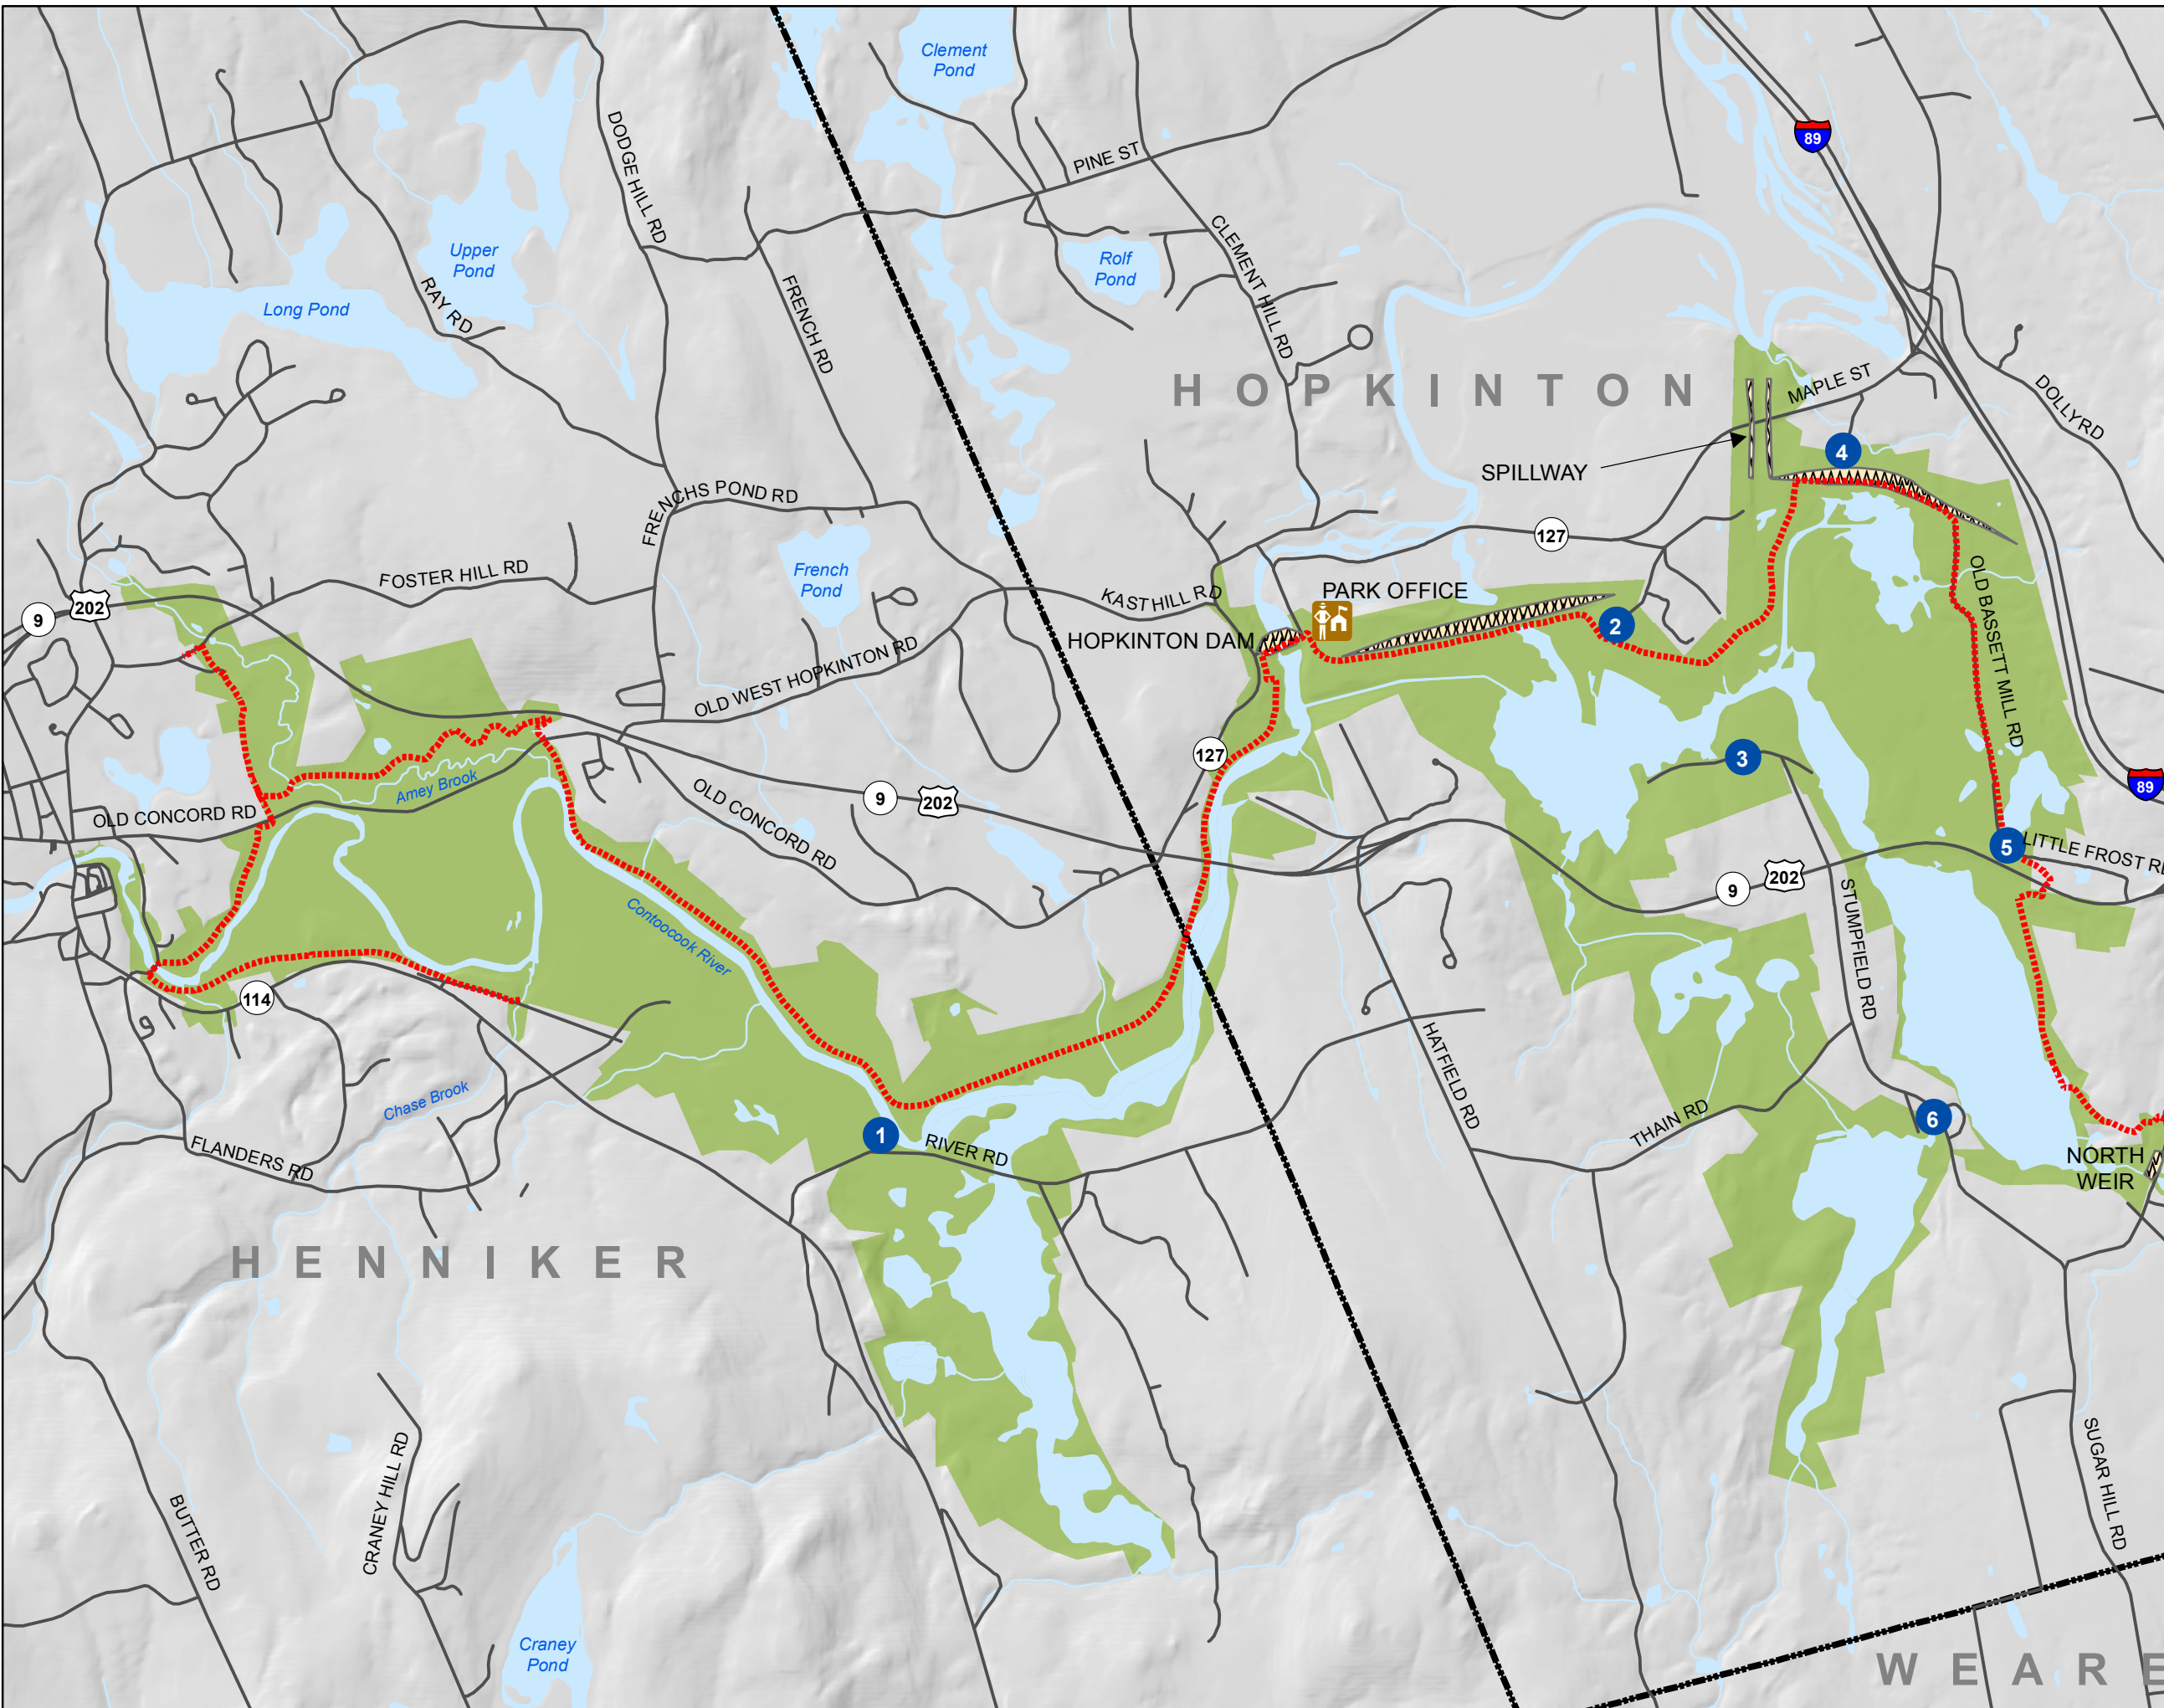 Clement
Pond
89
PINE ST
DODGE HILL RD
Upper
Pond
Rolf
Pond
CLEMENT HILL RD
Long Pond
RAY RD
FRENCH RD
HOPKINTON
MAPLE ST
DOLLY RD
SPILLWAY
4
FRENCHS POND RD
127
FOSTER HILL RD
French
Pond
KAST HILL RD
PARK OFFICE
OLD BASSETT MILL RD
9
202
HOPKINTON DAM
2
OLD WEST HOPKINTON RD
127
3
89
Amey Brook
OLD CONCORD RD
OLD CONCORD RD
9
202
5
LITTLE FROST RD
9
202
Contoocook River
STUMPFIELD RD
114
HATFIELD RD
Chase Brook
1
RIVER RD
THAIN RD
6
FLANDERS RD
NORTH
WEIR
HENNIKER
CRANEY HILL RD
BUTTER RD
SUGAR HILL RD
Craney
Pond
WEARE